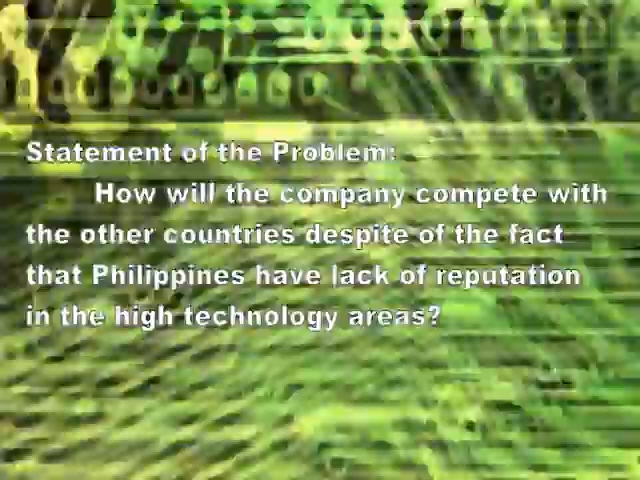 Statement of the Problem:
How will the company compete with
the other countries despite of the fact
that Philippines have lack of reputation
in the high technology areas?